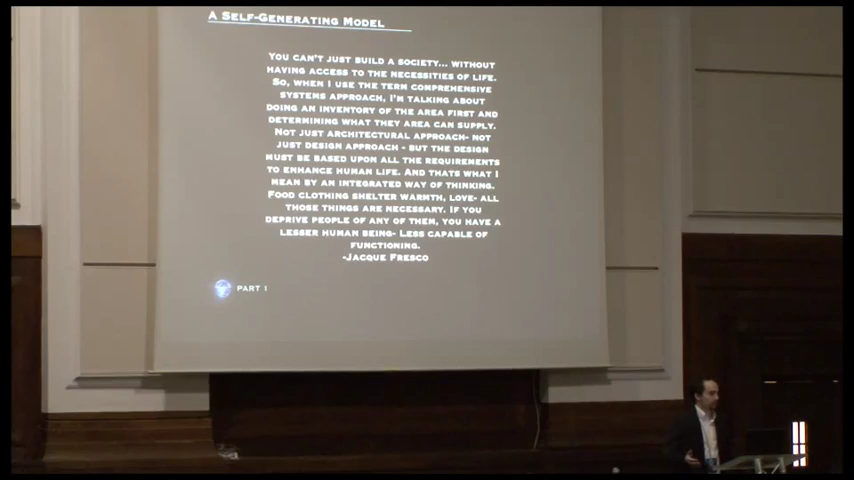 A Self-Generating Model
You can't just build a society... without
having access to the necessities of life.
So, when I use the term comprehensive
systems approach, I'm talking about
doing an inventory of the area first and
determining what they area can supply.
Not just architectural approach- not
just design approach - but the design
must be based upon all the requirements
to enhance human life. And thats what I
mean by an integrated way of thinking.
Food clothing shelter warmth, love- all
those things are necessary. If you
deprive people of any of them, you have a
lesser human being- Less capable of
functioning.
-Jacque Fresco
Part 1